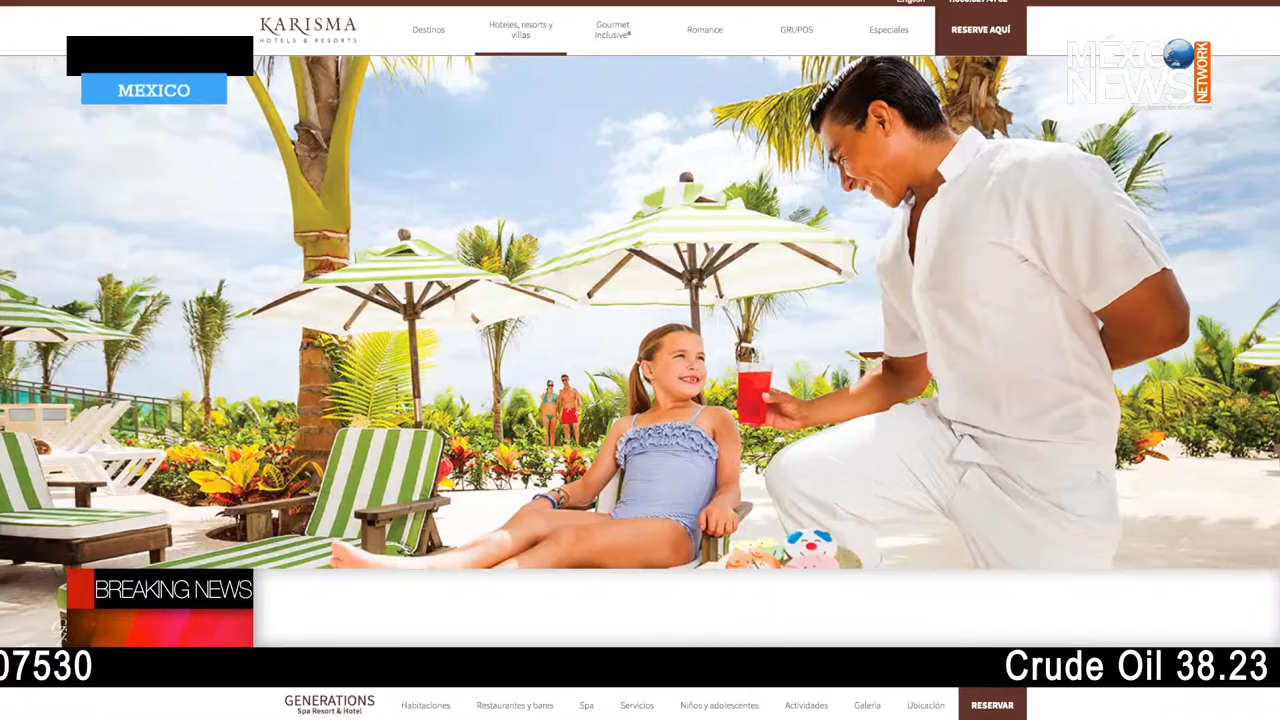 English
KARISMA
HOTELS & RESORTS
Destinos
Hoteles, resorts y
villas
Gourmet
Inclusive®
Romance
GRUPOS
Especiales
RESERVE AQUÍ
MEXICO
MÉXICO
NEWS
NETWORK
BREAKING NEWS
07530
Crude Oil 38.23
GENERATIONS
Spa Resort & Hotel
Habitaciones
Restaurantes y bares
Spa
Servicios
Niños y adolescentes
Actividades
Galería
Ubicación
RESERVAR